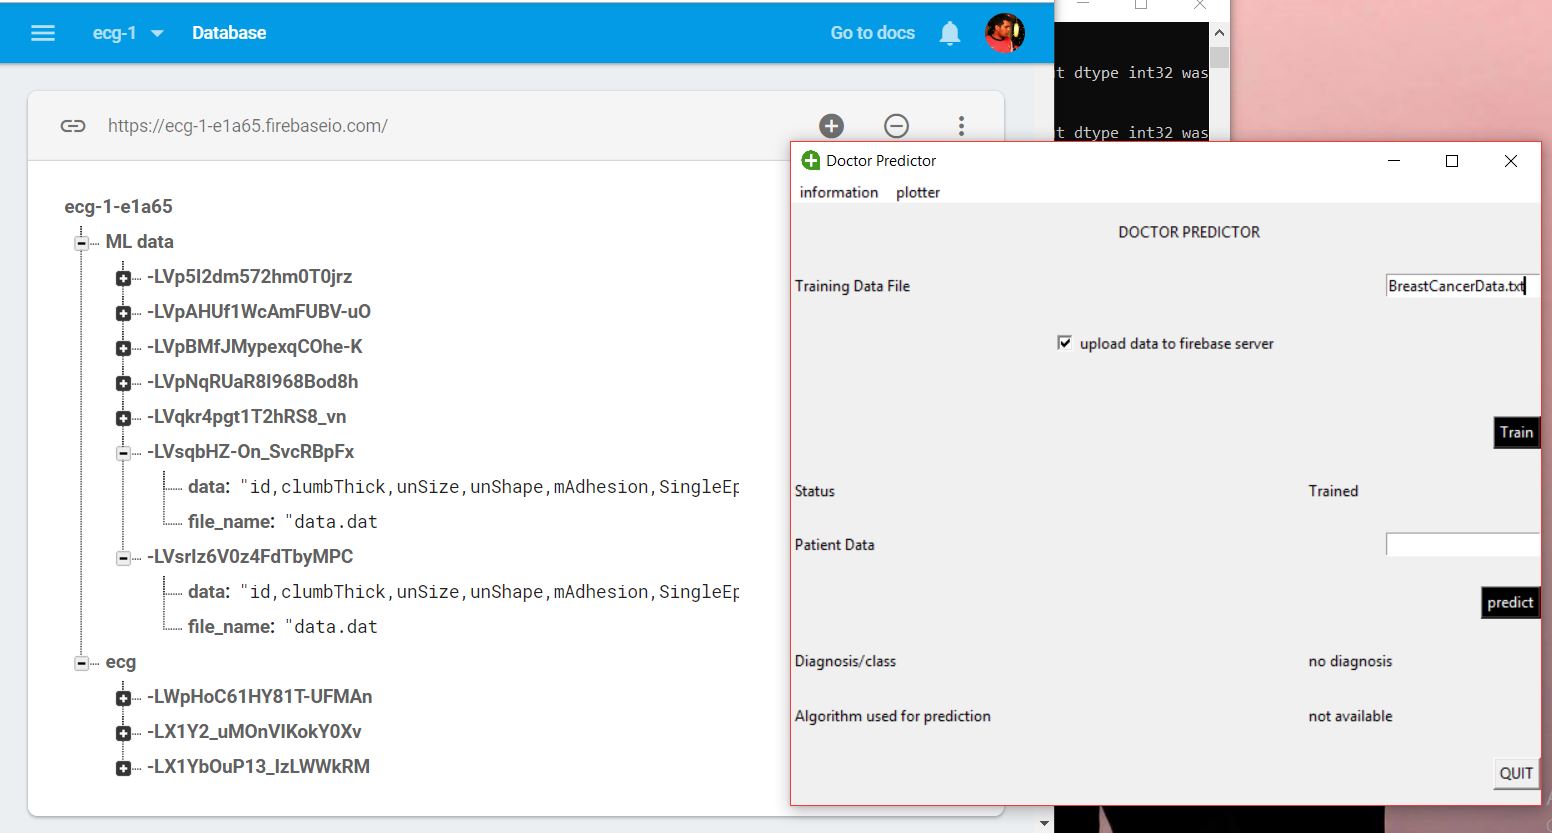 ecg-1
Database
Go to docs
https://ecg-1-e1a65.firebaseio.com/
ecg-1-e1a65
ML data
-LVp5I2dm572hm0T0jrz
-LVpAHUf1WcAmFUBV-uO
-LVpBMfJMypexqCOhe-K
-LVpNqRUaR8I968Bod8h
-LVqkr4pgt1T2hRS8_vn
-LVsqbHZ-On_SvcRBpFx
data: "id,clumbThick,unSize,unShape,mAdhesion,SingleEp
file_name: "data.dat
-LVsrIz6V0z4FdTbyMPC
data: "id,clumbThick,unSize,unShape,mAdhesion,SingleEp
file_name: "data.dat
ecg
-LWpHoC61HY81T-UFMAn
-LX1Y2_uMOnVIKokY0Xv
-LX1YbOuP13_IzLWWkRM
t dtype int32 was
t dtype int32 was
Doctor Predictor
information plotter
DOCTOR PREDICTOR
Training Data File BreastCancerData.txt
upload data to firebase server
Train
Status Trained
Patient Data
predict
Diagnosis/class no diagnosis
Algorithm used for prediction not available
QUIT